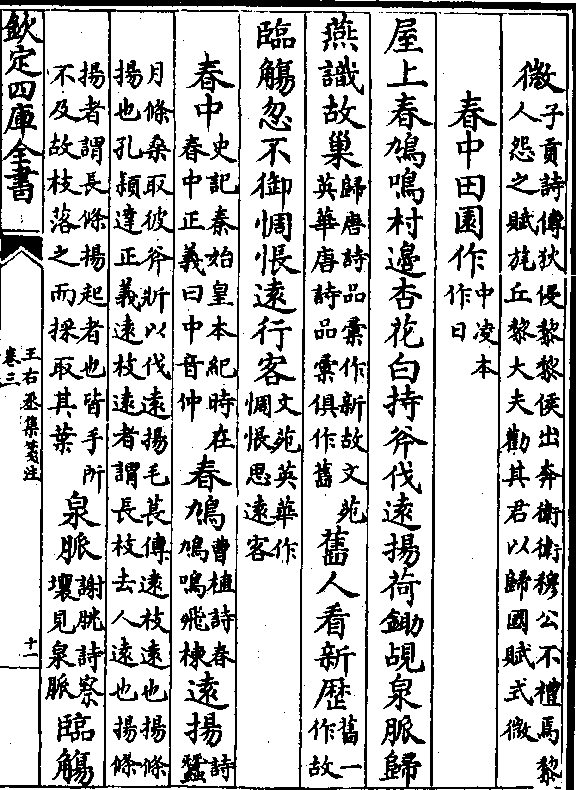 微子貢詩傳狄侵黎黎侯出奔衛衛穆公不禮焉黎
人怨之賦旄丘黎大夫勸其君以歸國賦式微
春中田園作中凌本
作日
屋上春鳩鳴村邊杏花白持斧伐遠揚荷鋤覘泉脈歸
燕識故巢歸唐詩品彙作新故文苑
英華唐詩品彙俱作舊舊人看新歴舊一
作故
臨觴忽不御惆悵遠行客文苑英華作
惆悵思遠客
春中史記秦始皇本紀時在
春中正義曰中音仲春鳩曹植詩春
鳩鳴飛棟遠揚詩
蠶
月條桑取彼斧斨以伐遠揚毛萇傳遠枝遠也揚條
揚也孔頴達正義遠枝遠者謂長枝去人遠也揚條
揚者謂長條揚起者也皆手所
不及故枝落之而採取其葉泉脈謝朓詩察
壤見泉脈臨觴
欽定四庫全書
王右丞集箋注
卷三
十一